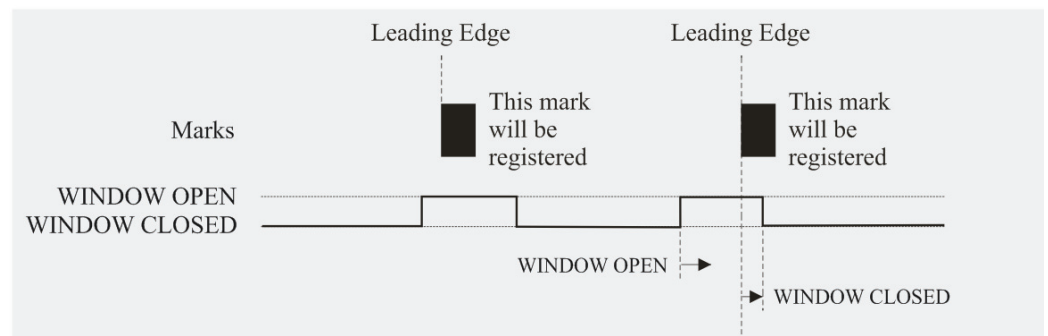 Leading Edge
Leading Edge
Marks
This mark
will be
registered
This mark
will be
registered
WINDOW OPEN
WINDOW CLOSED
WINDOW OPEN
WINDOW CLOSED